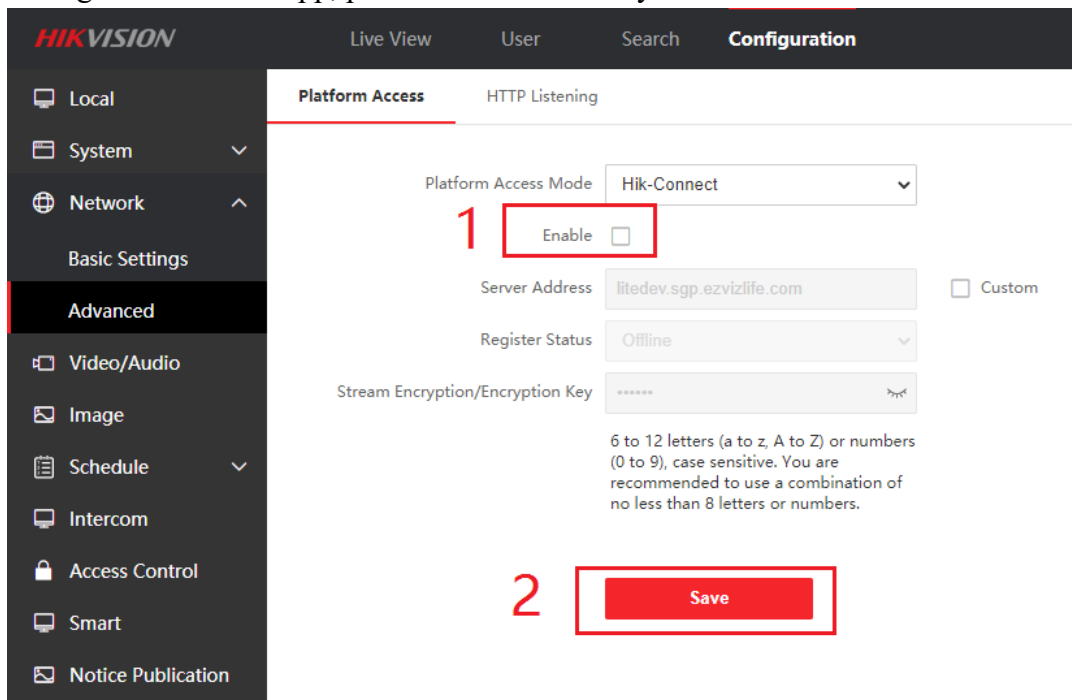 HIKVISION
Live View User Search Configuration
Local
System
Network
Basic Settings
Advanced
Video/Audio
Image
Schedule
Intercom
Access Control
Smart
Notice Publication
Platform Access HTTP Listening
Platform Access Mode Hik-Connect
1 Enable
Server Address litedev.sgp.ezvizlife.com Custom
Register Status Offline
Stream Encryption/Encryption Key ••••••
6 to 12 letters (a to z, A to Z) or numbers
(0 to 9), case sensitive. You are
recommended to use a combination of
no less than 8 letters or numbers.
2 Save